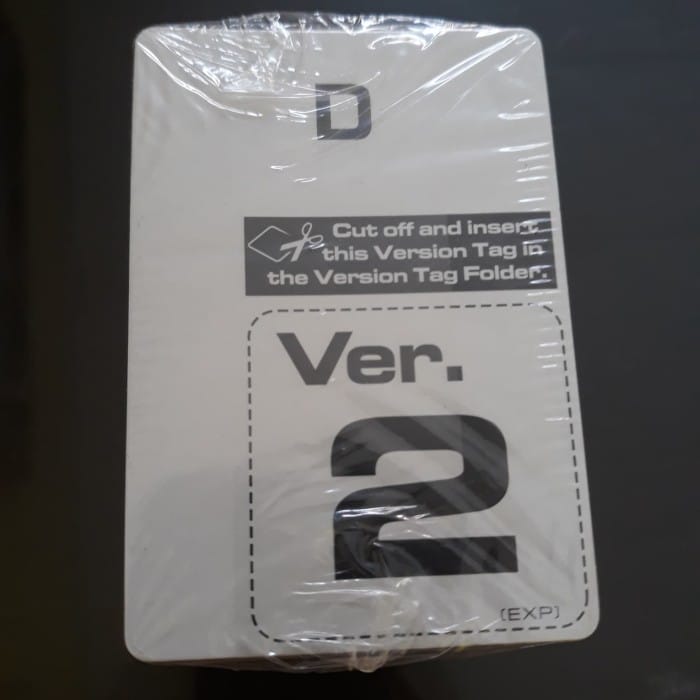 D
Cut off and insert
this Version Tag in
the Version Tag Folder.
Ver.
2
(EXP)